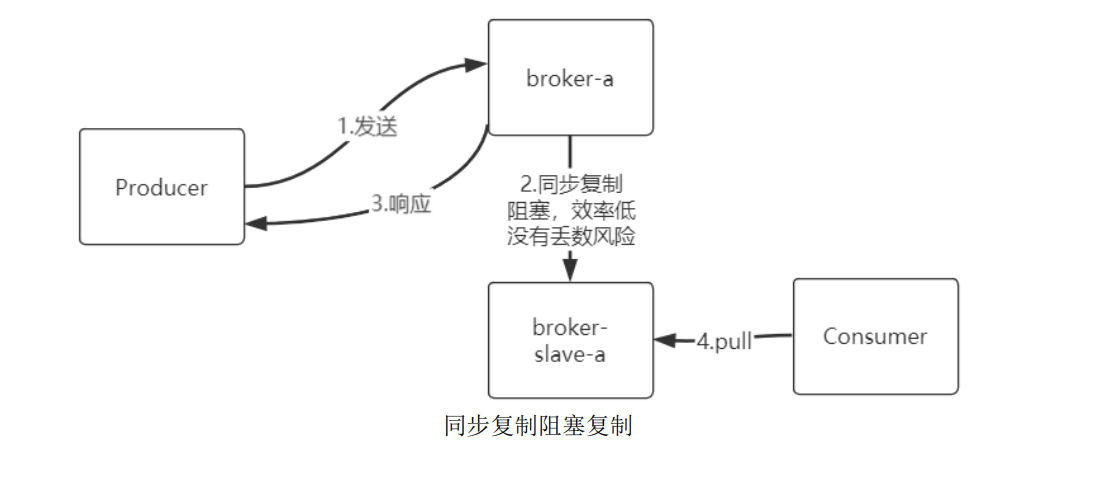 broker-a
1.发送
Producer
3.响应
2.同步复制
阻塞，效率低
没有丢数风险
broker-
slave-a
4.pull
Consumer
同步复制阻塞复制